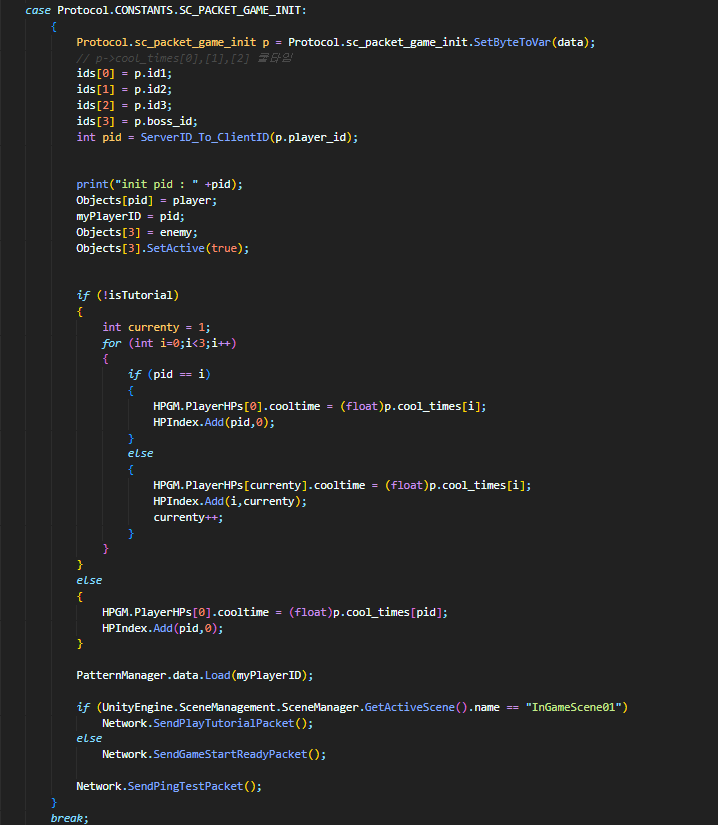 case Protocol.CONSTANTS.SC_PACKET_GAME_INIT:
{
Protocol.sc_packet_game_init p = Protocol.sc_packet_game_init.SetByteToVar(data);
// p->cool_times[0],[1],[2] 쿨타임
ids[0] = p.id1;
ids[1] = p.id2;
ids[2] = p.id3;
ids[3] = p.boss_id;
int pid = ServerID_To_ClientID(p.player_id);
print("init pid : " +pid);
Objects[pid] = player;
myPlayerID = pid;
Objects[3] = enemy;
Objects[3].SetActive(true);
if (!isTutorial)
{
int currenty = 1;
for (int i=0;i<3;i++)
{
if (pid == i)
{
HPGM.PlayerHPs[0].cooltime = (float)p.cool_times[i];
HPIndex.Add(pid,0);
}
else
{
HPGM.PlayerHPs[currenty].cooltime = (float)p.cool_times[i];
HPIndex.Add(i,currenty);
currenty++;
}
}
}
else
{
HPGM.PlayerHPs[0].cooltime = (float)p.cool_times[pid];
HPIndex.Add(pid,0);
}
PatternManager.data.Load(myPlayerID);
if (UnityEngine.SceneManagement.SceneManager.GetActiveScene().name == "InGameScene01")
Network.SendPlayTutorialPacket();
else
Network.SendGameStartReadyPacket();
Network.SendPingTestPacket();
}
break;